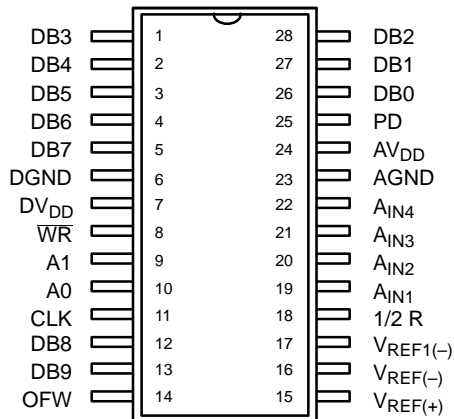 DB3 1 28 DB2
DB4 2 27 DB1
DB5 3 26 DB0
DB6 4 25 PD
DB7 5 24 AVDD
DGND 6 23 AGND
DVDD 7 22 AIN4
WR 8 21 AIN3
A1 9 20 AIN2
A0 10 19 AIN1
CLK 11 18 1/2 R
DB8 12 17 VREF1(–)
DB9 13 16 VREF(–)
OFW 14 15 VREF(+)